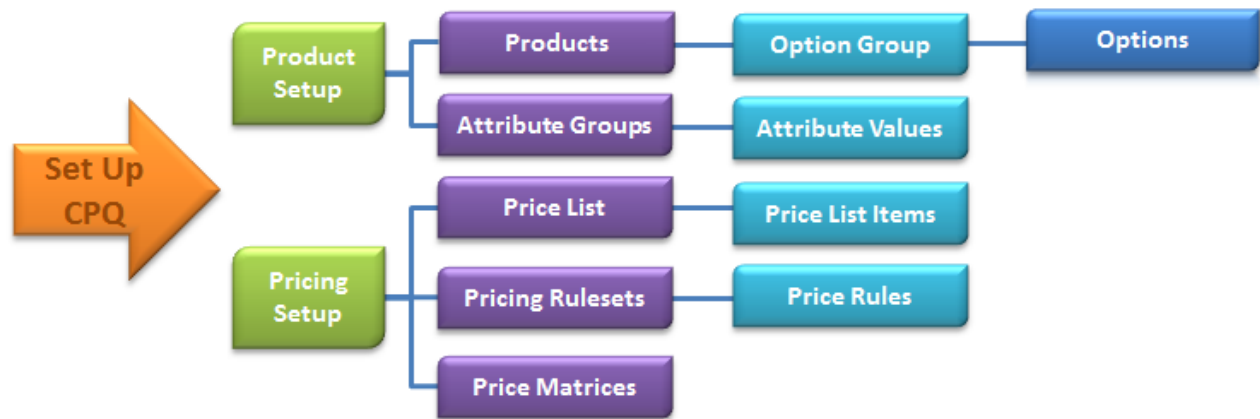 Set Up
CPQ
Product
Setup
Products
Option Group
Options
Attribute Groups
Attribute Values
Pricing
Setup
Price List
Price List Items
Pricing Rulesets
Price Rules
Price Matrices